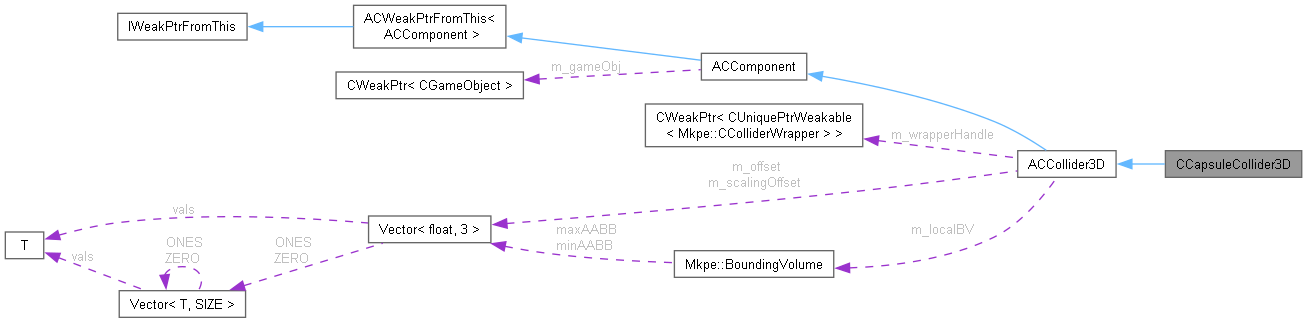 IWeakPtrFromThis
ACWeakPtrFromThis<
ACComponent >
m_gameObj
ACComponent
CWeakPtr< CGameObject >
CWeakPtr< CUniquePtrWeakable
< Mkpe::CColliderWrapper > >
m_wrapperHandle
ACCollider3D
CCapsuleCollider3D
m_offset
m_scalingOffset
vals
Vector< float, 3 >
maxAABB
minAABB
m_localBV
T
vals
ONES
ZERO
ONES
ZERO
Mkpe::BoundingVolume
Vector< T, SIZE >